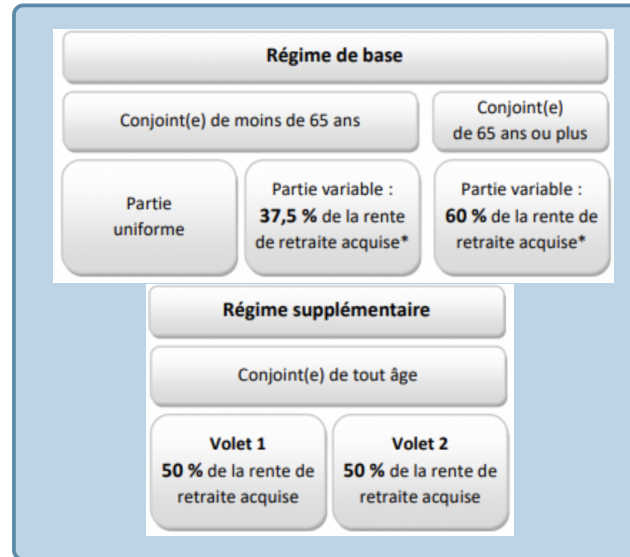 Régime de base
Conjoint(e) de moins de 65 ans
Conjoint(e)
de 65 ans ou plus
Partie
uniforme
Partie variable :
37,5 % de la rente
de retraite acquise*
Partie variable :
60 % de la rente de
retraite acquise*
Régime supplémentaire
Conjoint(e) de tout âge
Volet 1
50 % de la rente de
retraite acquise
Volet 2
50 % de la rente de
retraite acquise